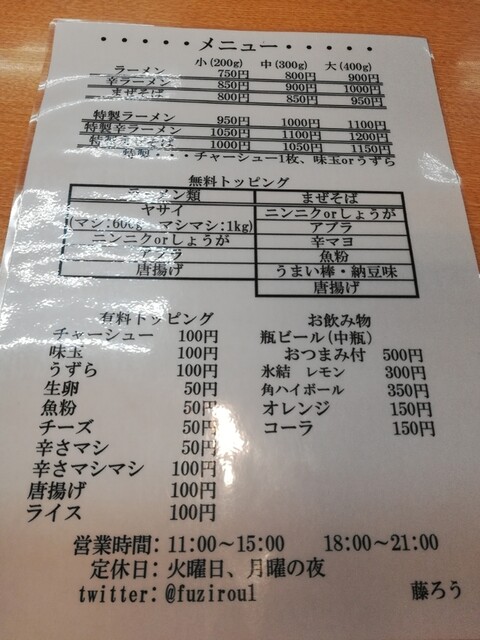 ・・・・・メニュー・・・・・
小(200g) 中(300g) 大(400g)
ラーメン 750円 800円 900円
辛ラーメン 850円 900円 1000円
まぜそば 800円 850円 950円
特製ラーメン 950円 1000円 1100円
特製辛ラーメン 1050円 1100円 1200円
特製まぜそば 1000円 1050円 1150円
特製・・・チャーシュー1枚、味玉orうずら
無料トッピング
ラーメン類 まぜそば
ヤサイ ニンニクorしょうが
(マシ:600g マシマシ:1kg) アブラ
ニンニクorしょうが 辛マヨ
アブラ 魚粉
唐揚げ うまい棒・納豆味
唐揚げ
有料トッピング
チャーシュー 100円
味玉 100円
うずら 100円
生卵 50円
魚粉 50円
チーズ 50円
辛さマシ 50円
辛さマシマシ 100円
唐揚げ 100円
ライス 100円
お飲み物
瓶ビール(中瓶)
おつまみ付 500円
氷結 レモン 300円
角ハイボール 350円
オレンジ 150円
コーラ 150円
営業時間: 11:00～15:00 18:00～21:00
定休日: 火曜日、月曜の夜
twitter: @fuzirou1
藤ろう